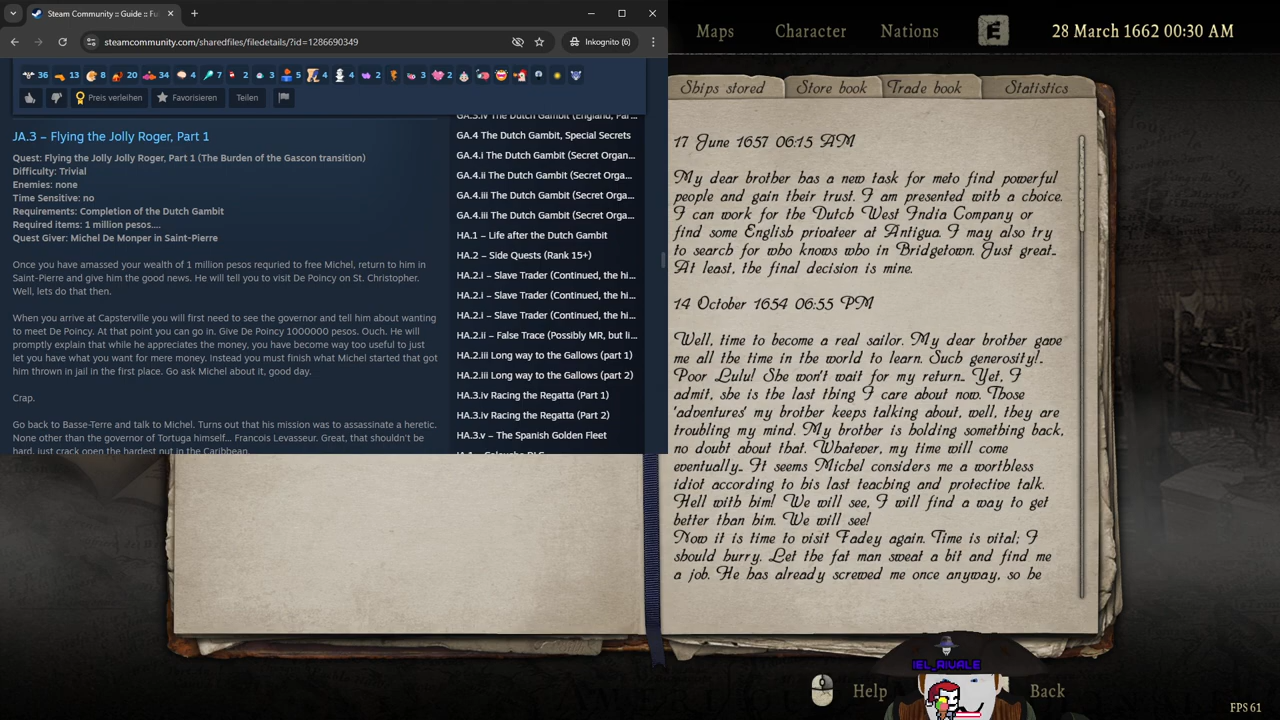 Steam Community :: Guide :: Fu
steamcommunity.com/sharedfiles/filedetails/?id=1286690349
Inkognito (6)
36 13 8 20 34 4 7 2 3 5 4 4 2 3 2
Preis verleihen
Favorisieren
Teilen
JA.3 – Flying the Jolly Roger, Part 1
Quest: Flying the Jolly Jolly Roger, Part 1 (The Burden of the Gascon transition)
Difficulty: Trivial
Enemies: none
Time Sensitive: no
Requirements: Completion of the Dutch Gambit
Required items: 1 million pesos....
Quest Giver: Michel De Monper in Saint-Pierre
Once you have amassed your wealth of 1 million pesos requried to free Michel, return to him in
Saint-Pierre and give him the good news. He will tell you to visit De Poincy on St. Christopher.
Well, lets do that then.
When you arrive at Capsterville you will first need to see the governor and tell him about wanting
to meet De Poincy. At that point you can go in. Give De Poincy 1000000 pesos. Ouch. He will
promptly explain that while he appreciates the money, you have become way too useful to just
let you have what you want for mere money. Instead you must finish what Michel started that got
him thrown in jail in the first place. Go ask Michel about it, good day.
Crap.
Go back to Basse-Terre and talk to Michel. Turns out that his mission was to assassinate a heretic.
None other than the governor of Tortuga himself... Francois Levasseur. Great, that shouldn't be
hard, just crack open the hardest nut in the Caribbean.
GA.3.iv The Dutch Gambit (England, Par...
GA.4 The Dutch Gambit, Special Secrets
GA.4.i The Dutch Gambit (Secret Organ...
GA.4.ii The Dutch Gambit (Secret Orga...
GA.4.iii The Dutch Gambit (Secret Orga...
GA.4.iii The Dutch Gambit (Secret Orga...
HA.1 – Life after the Dutch Gambit
HA.2 – Side Quests (Rank 15+)
HA.2.i – Slave Trader (Continued, the hi...
HA.2.i – Slave Trader (Continued, the hi...
HA.2.i – Slave Trader (Continued, the hi...
HA.2.ii – False Trace (Possibly MR, but li...
HA.2.iii Long way to the Gallows (part 1)
HA.2.iii Long way to the Gallows (part 2)
HA.3.iv Racing the Regatta (Part 1)
HA.3.iv Racing the Regatta (Part 2)
HA.3.v – The Spanish Golden Fleet
Maps
Character
Nations
E
28 March 1662 00:30 AM
Ships stored
Store book
Trade book
Statistics
17 June 1657 06:15 AM
My dear brother has a new task for meto find powerful
people and gain their trust. I am presented with a choice.
I can work for the Dutch West India Company or
find some English privateer at Antigua. I may also try
to search for who knows who in Bridgetown. Just great..
At least, the final decision is mine.
14 October 1654 06:55 PM
Well, time to become a real sailor. My dear brother gave
me all the time in the world to learn. Such generosity!..
Poor Lulu! She won't wait for my return.. Yet, I
admit, she is the last thing I care about now. Those
'adventures' my brother keeps talking about, well, they are
troubling my mind. My brother is holding something back,
no doubt about that. Whatever, my time will come
eventually.. It seems Michel considers me a worthless
idiot according to his last teaching and protective talk.
Hell with him! We will see, I will find a way to get
better than him. We will see!
Now it is time to visit Fadey again. Time is vital; I
should hurry. Let the fat man sweat a bit and find me
a job. He has already screwed me once anyway, so he
IEL_RIVALE
Help
Back
FPS 61